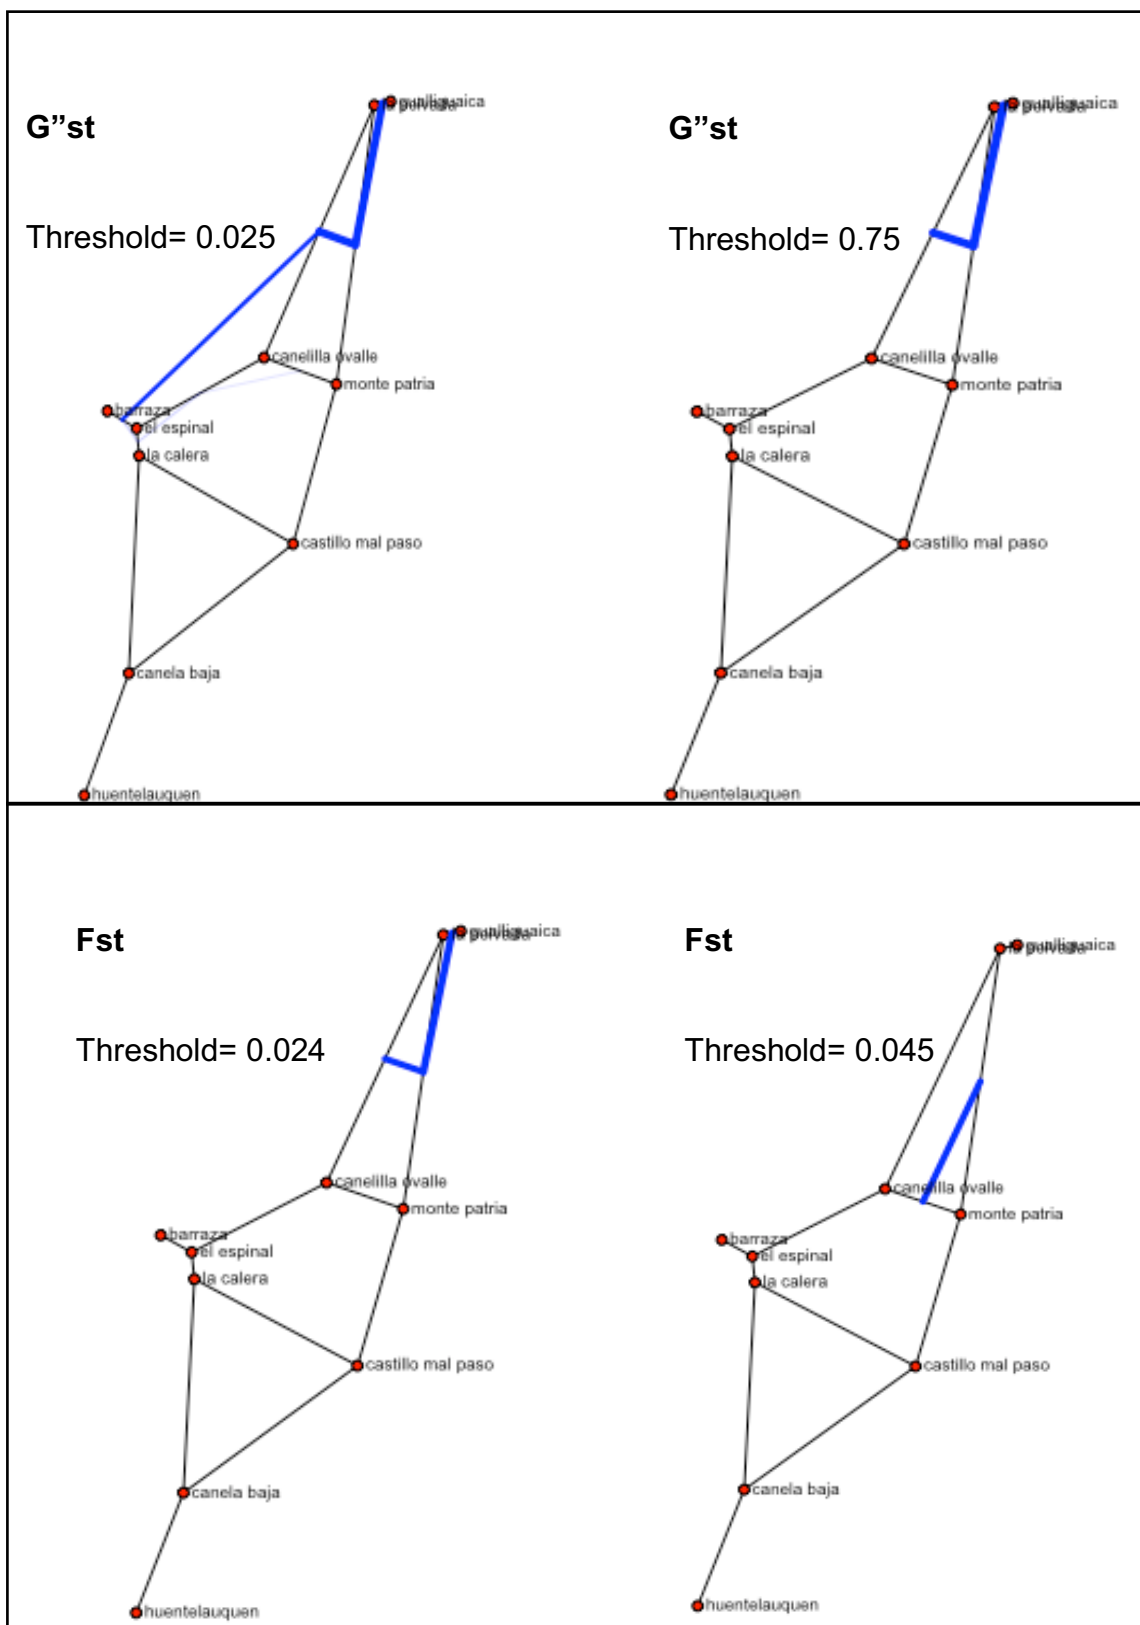 G”st
Threshold= 0.025
gualliguaica
canelilla ovalle
monte patria
barraza
el espinal
la calera
castillo mal paso
canela baja
huentelauquen
G”st
Threshold= 0.75
gualliguaica
canelilla ovalle
monte patria
barraza
el espinal
la calera
castillo mal paso
canela baja
huentelauquen
Fst
Threshold= 0.024
gualliguaica
canelilla ovalle
monte patria
barraza
el espinal
la calera
castillo mal paso
canela baja
huentelauquen
Fst
Threshold= 0.045
gualliguaica
canelilla ovalle
monte patria
barraza
el espinal
la calera
castillo mal paso
canela baja
huentelauquen